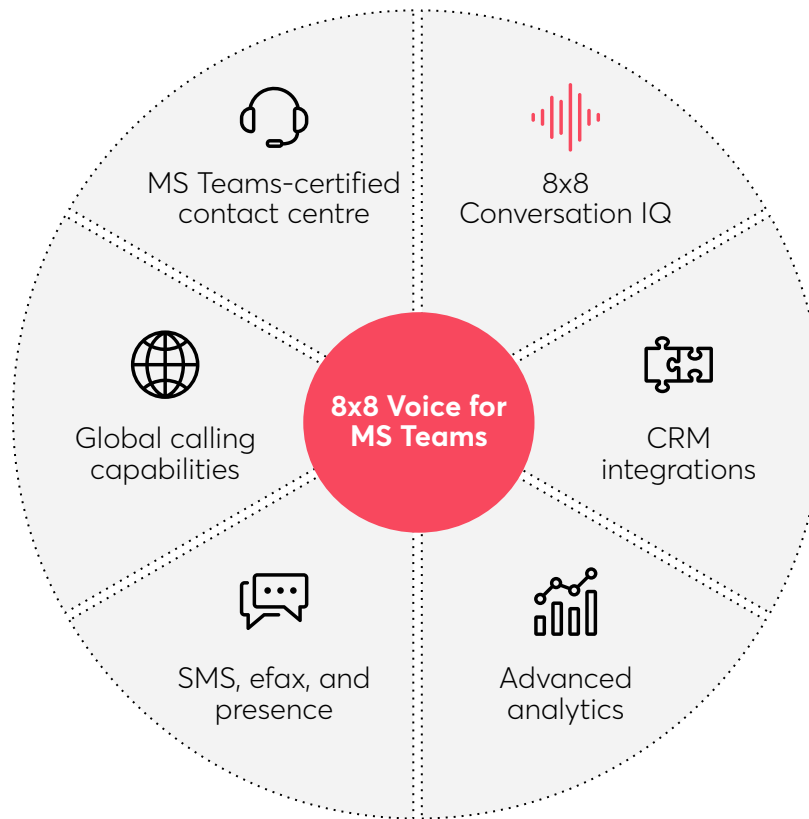 MS Teams-certified
contact centre
8x8
Conversation IQ
Global calling
capabilities
8x8 Voice for
MS Teams
CRM
integrations
SMS, efax, and
presence
Advanced
analytics